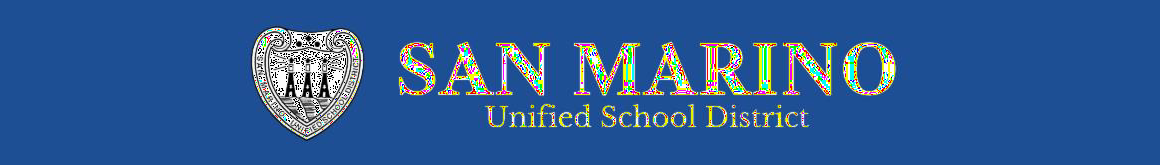 SAN MARINO
Unified School District